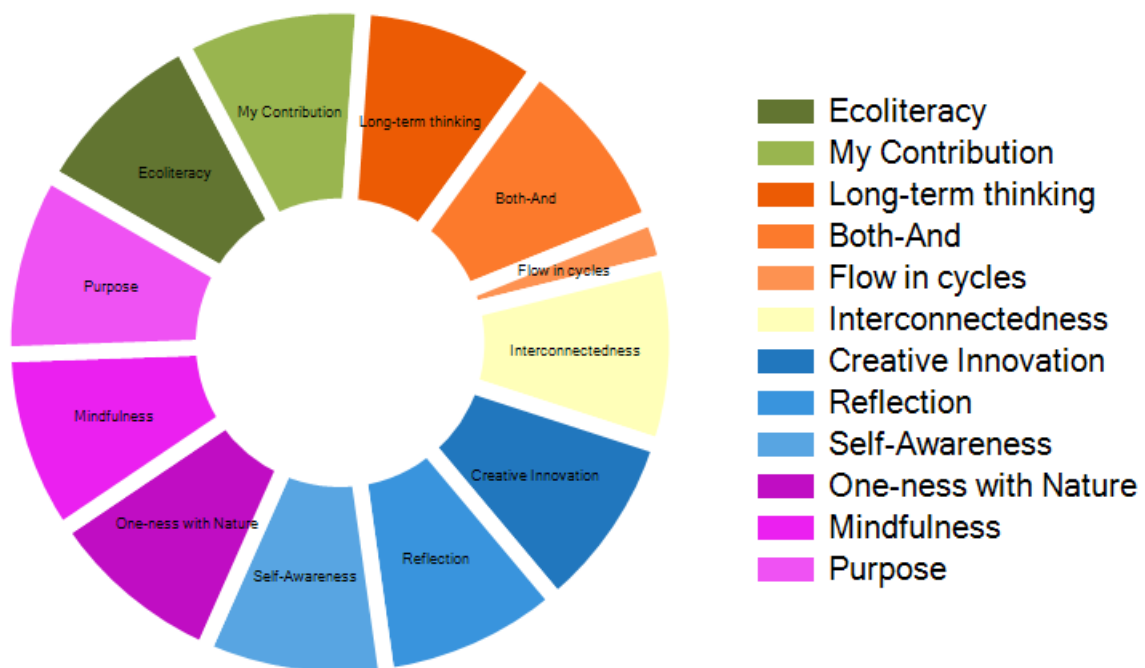 My Contribution
Long-term thinking
Ecoliteracy
Both-And
Flow in cycles
Purpose
Interconnectedness
Mindfulness
Creative Innovation
One-ness with Nature
Reflection
Self-Awareness
Ecoliteracy
My Contribution
Long-term thinking
Both-And
Flow in cycles
Interconnectedness
Creative Innovation
Reflection
Self-Awareness
One-ness with Nature
Mindfulness
Purpose